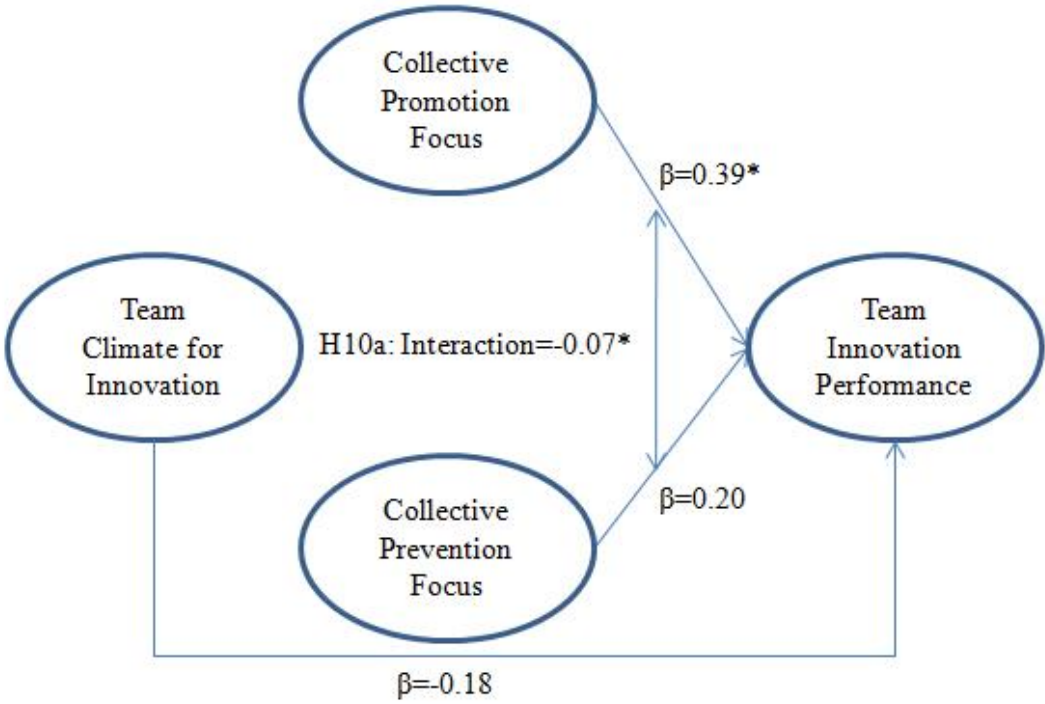 Collective
Promotion
Focus
β=0.39*
Team
Climate for
Innovation
H10a: Interaction=-0.07*
Team
Innovation
Performance
Collective
Prevention
Focus
β=0.20
β=-0.18